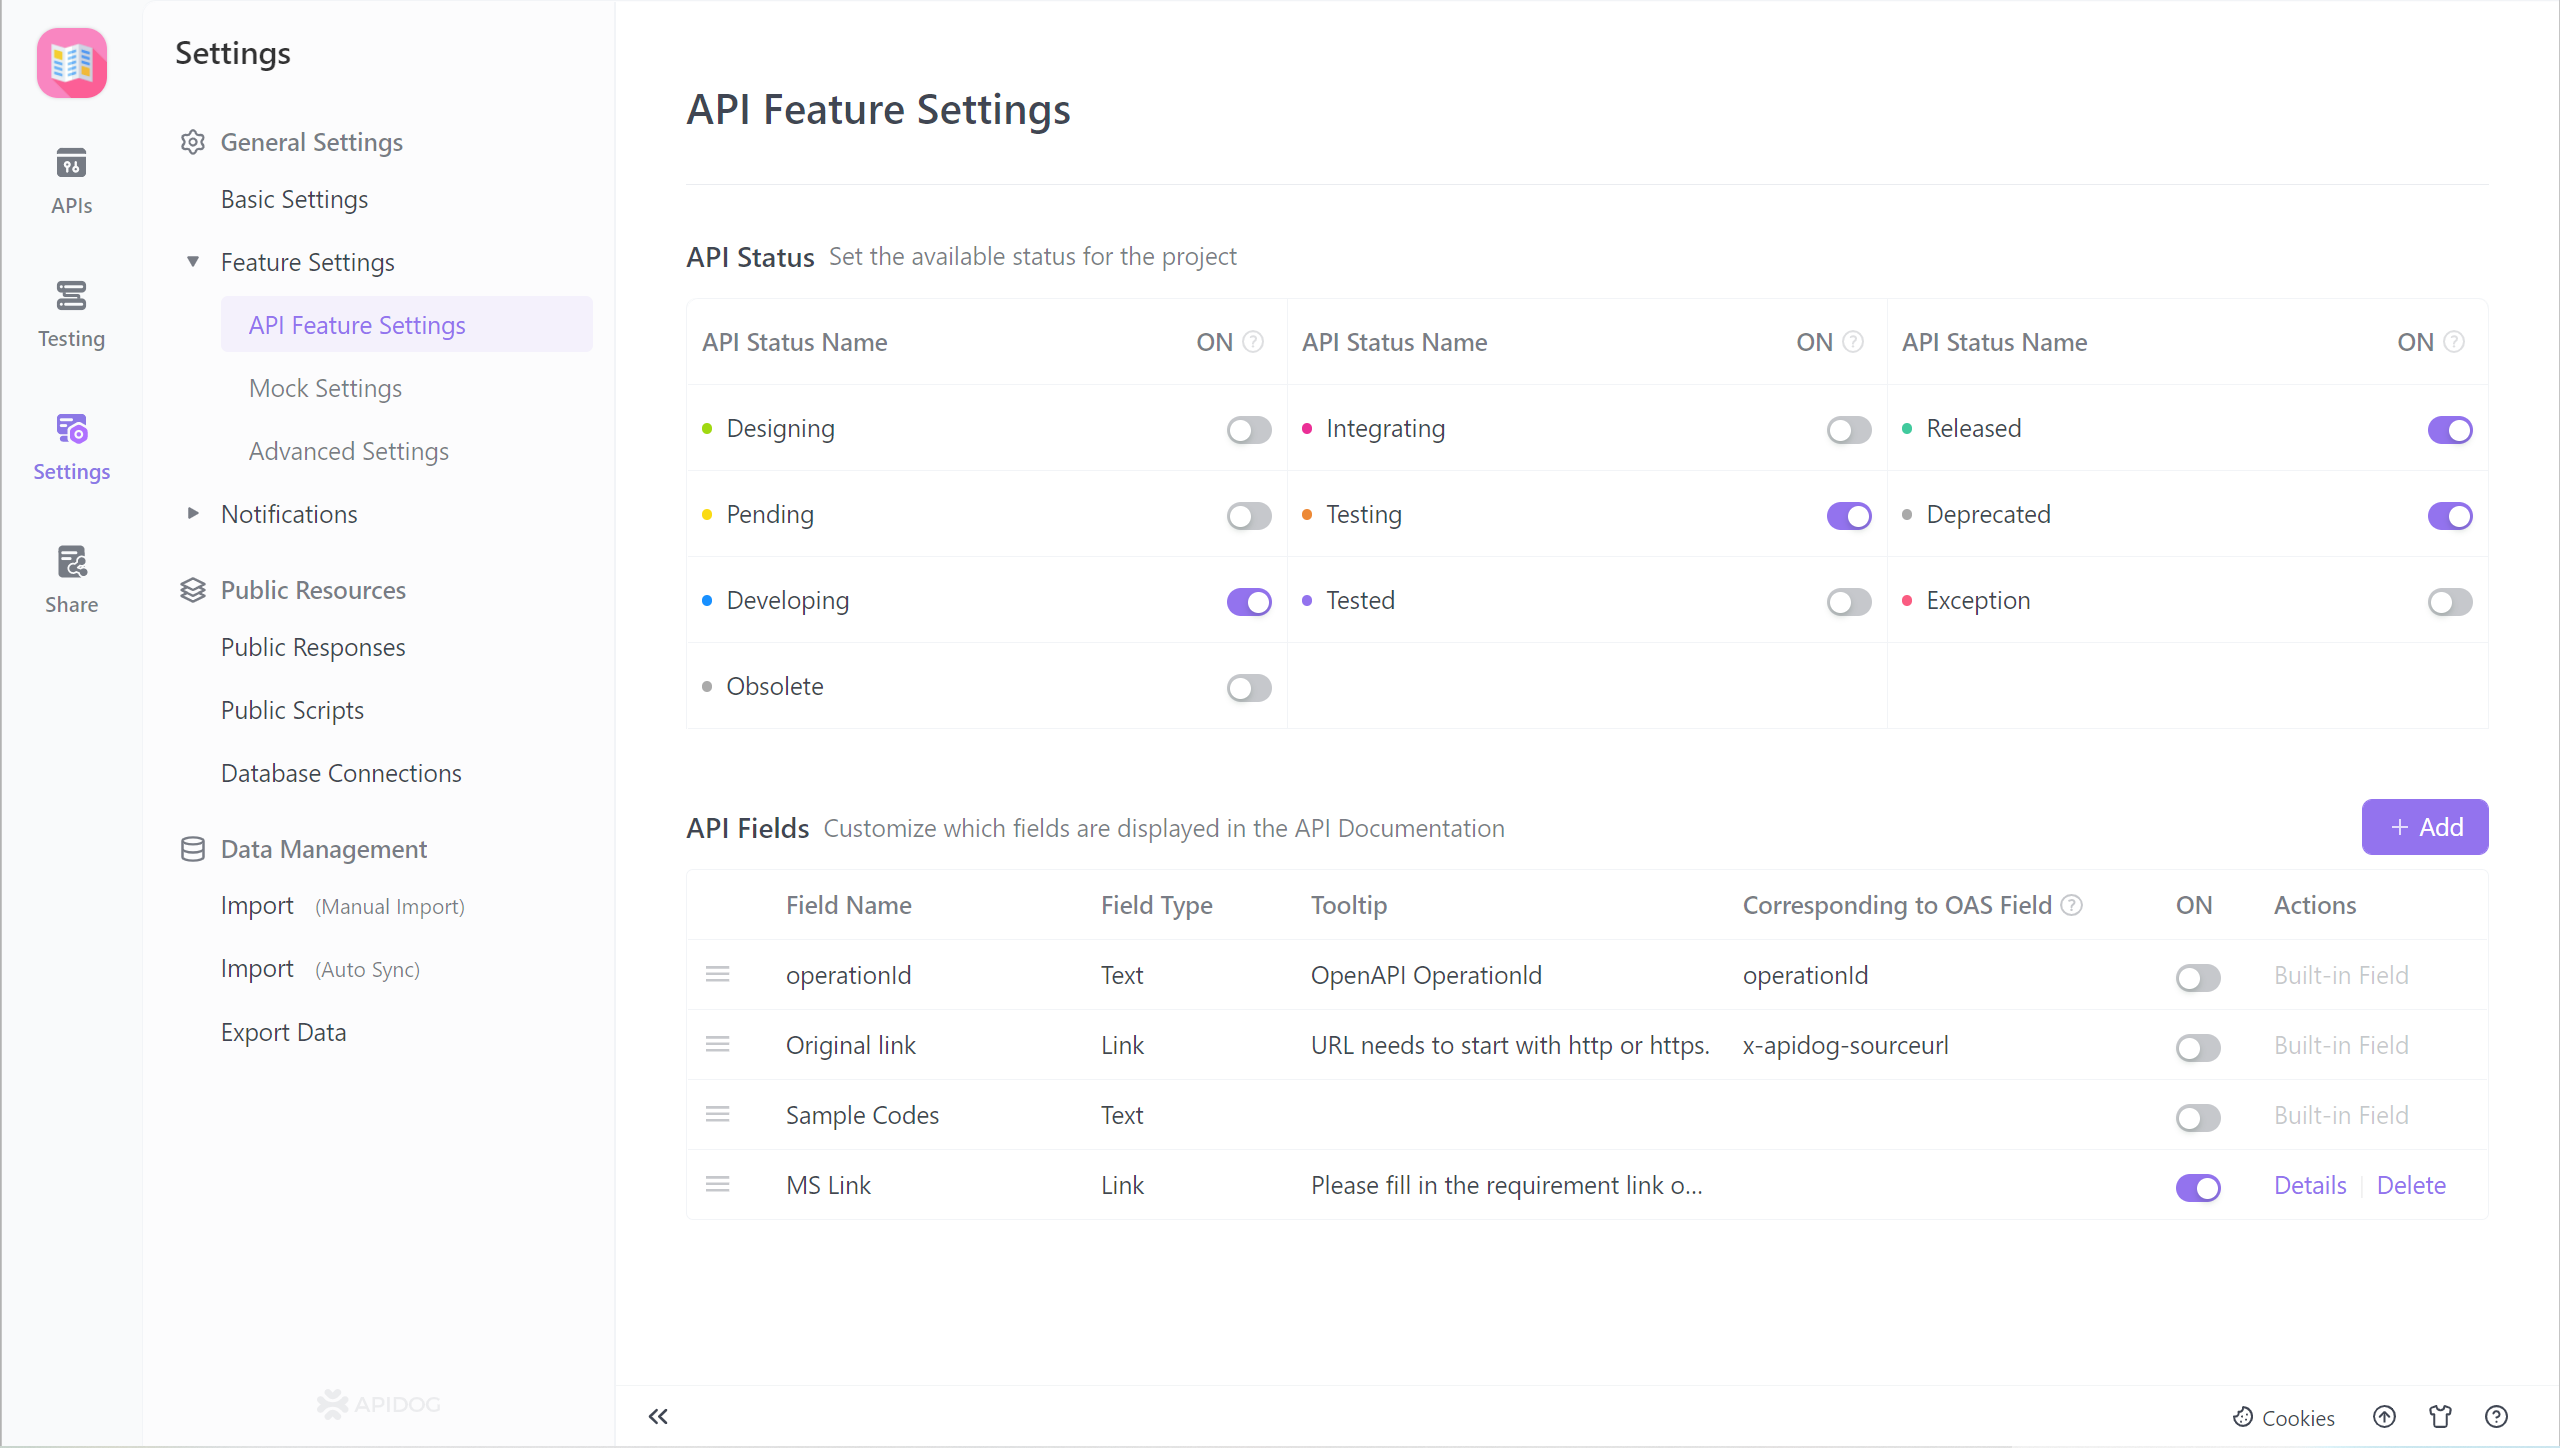 Settings
General Settings
Basic Settings
Feature Settings
API Feature Settings
Mock Settings
Advanced Settings
Notifications
Public Resources
Public Responses
Public Scripts
Database Connections
Data Management
Import (Manual Import)
Import (Auto Sync)
Export Data
APIDOG
APIs
Testing
Settings
Share
API Feature Settings
API Status Set the available status for the project
API Status Name ON API Status Name ON API Status Name ON
Designing Integrating Released
Pending Testing Deprecated
Developing Tested Exception
Obsolete
API Fields Customize which fields are displayed in the API Documentation + Add
Field Name Field Type Tooltip Corresponding to OAS Field ON Actions
operationId Text OpenAPI OperationId operationId Built-in Field
Original link Link URL needs to start with http or https. x-apidog-sourceurl Built-in Field
Sample Codes Text Built-in Field
MS Link Link Please fill in the requirement link o... Details Delete
Cookies